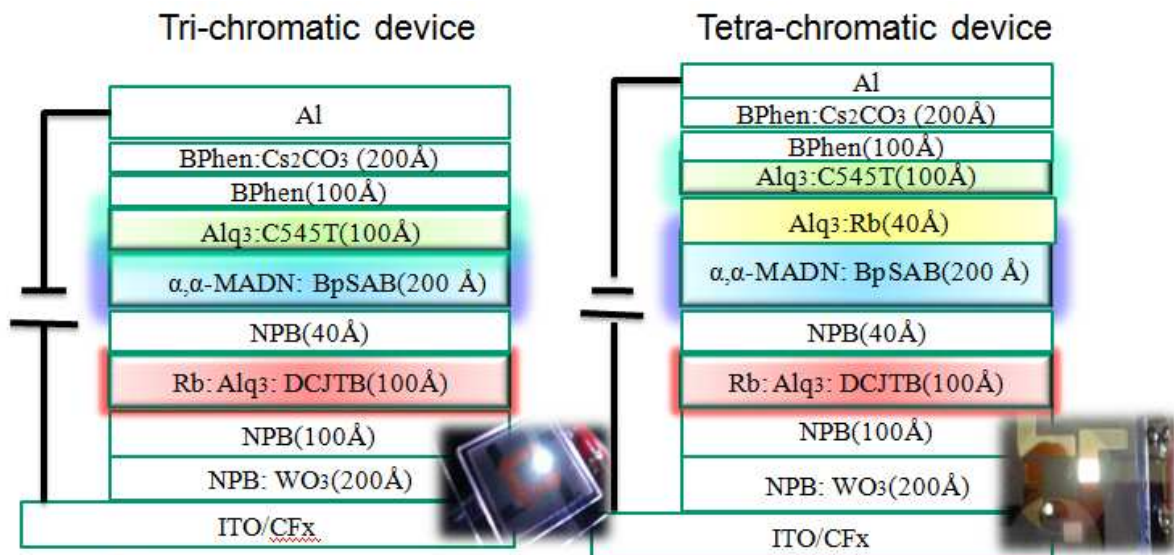 Tri-chromatic device
Al
BPhen:Cs₂CO₃ (200Å)
BPhen(100Å)
Alq₃:C545T(100Å)
α,α-MADN: BpSAB(200 Å)
NPB(40Å)
Rb: Alq₃: DCJTB(100Å)
NPB(100Å)
NPB: WO₃(200Å)
ITO/CFx
Tetra-chromatic device
Al
BPhen:Cs₂CO₃ (200Å)
BPhen(100Å)
Alq₃:C545T(100Å)
Alq₃:Rb(40Å)
α,α-MADN: BpSAB(200 Å)
NPB(40Å)
Rb: Alq₃: DCJTB(100Å)
NPB(100Å)
NPB: WO₃(200Å)
ITO/CFx